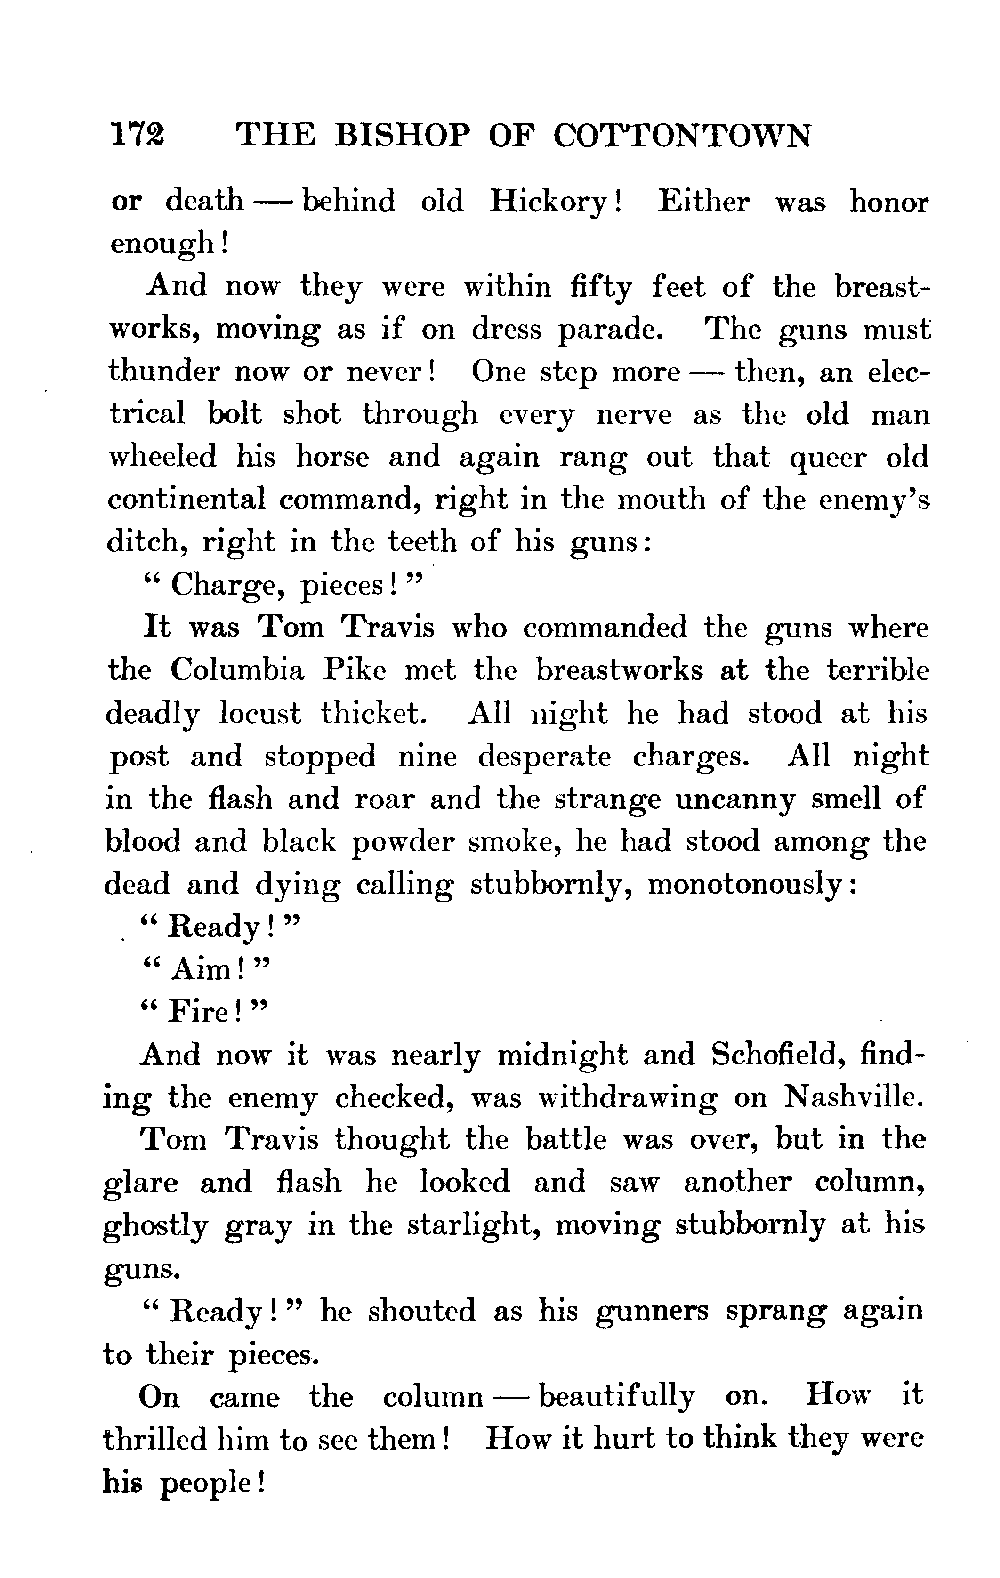 172 THE BISHOP OF COTTONTOWN
or death — behind old Hickory! Either was honor
enough!
And now they were within fifty feet of the breast-
works, moving as if on dress parade. The guns must
thunder now or never! One step more — then, an elec-
trical bolt shot through every nerve as the old man
wheeled his horse and again rang out that queer old
continental command, right in the mouth of the enemy's
ditch, right in the teeth of his guns:
"Charge, pieces!"
It was Tom Travis who commanded the guns where
the Columbia Pike met the breastworks at the terrible
deadly locust thicket. All night he had stood at his
post and stopped nine desperate charges. All night
in the flash and roar and the strange uncanny smell of
blood and black powder smoke, he had stood among the
dead and dying calling stubbornly, monotonously:
"Ready!"
"Aim!"
"Fire!"
And now it was nearly midnight and Schofield, find-
ing the enemy checked, was withdrawing on Nashville.
Tom Travis thought the battle was over, but in the
glare and flash he looked and saw another column,
ghostly gray in the starlight, moving stubbornly at his
guns.
"Ready!" he shouted as his gunners sprang again
to their pieces.
On came the column — beautifully on. How it
thrilled him to see them! How it hurt to think they were
his people!